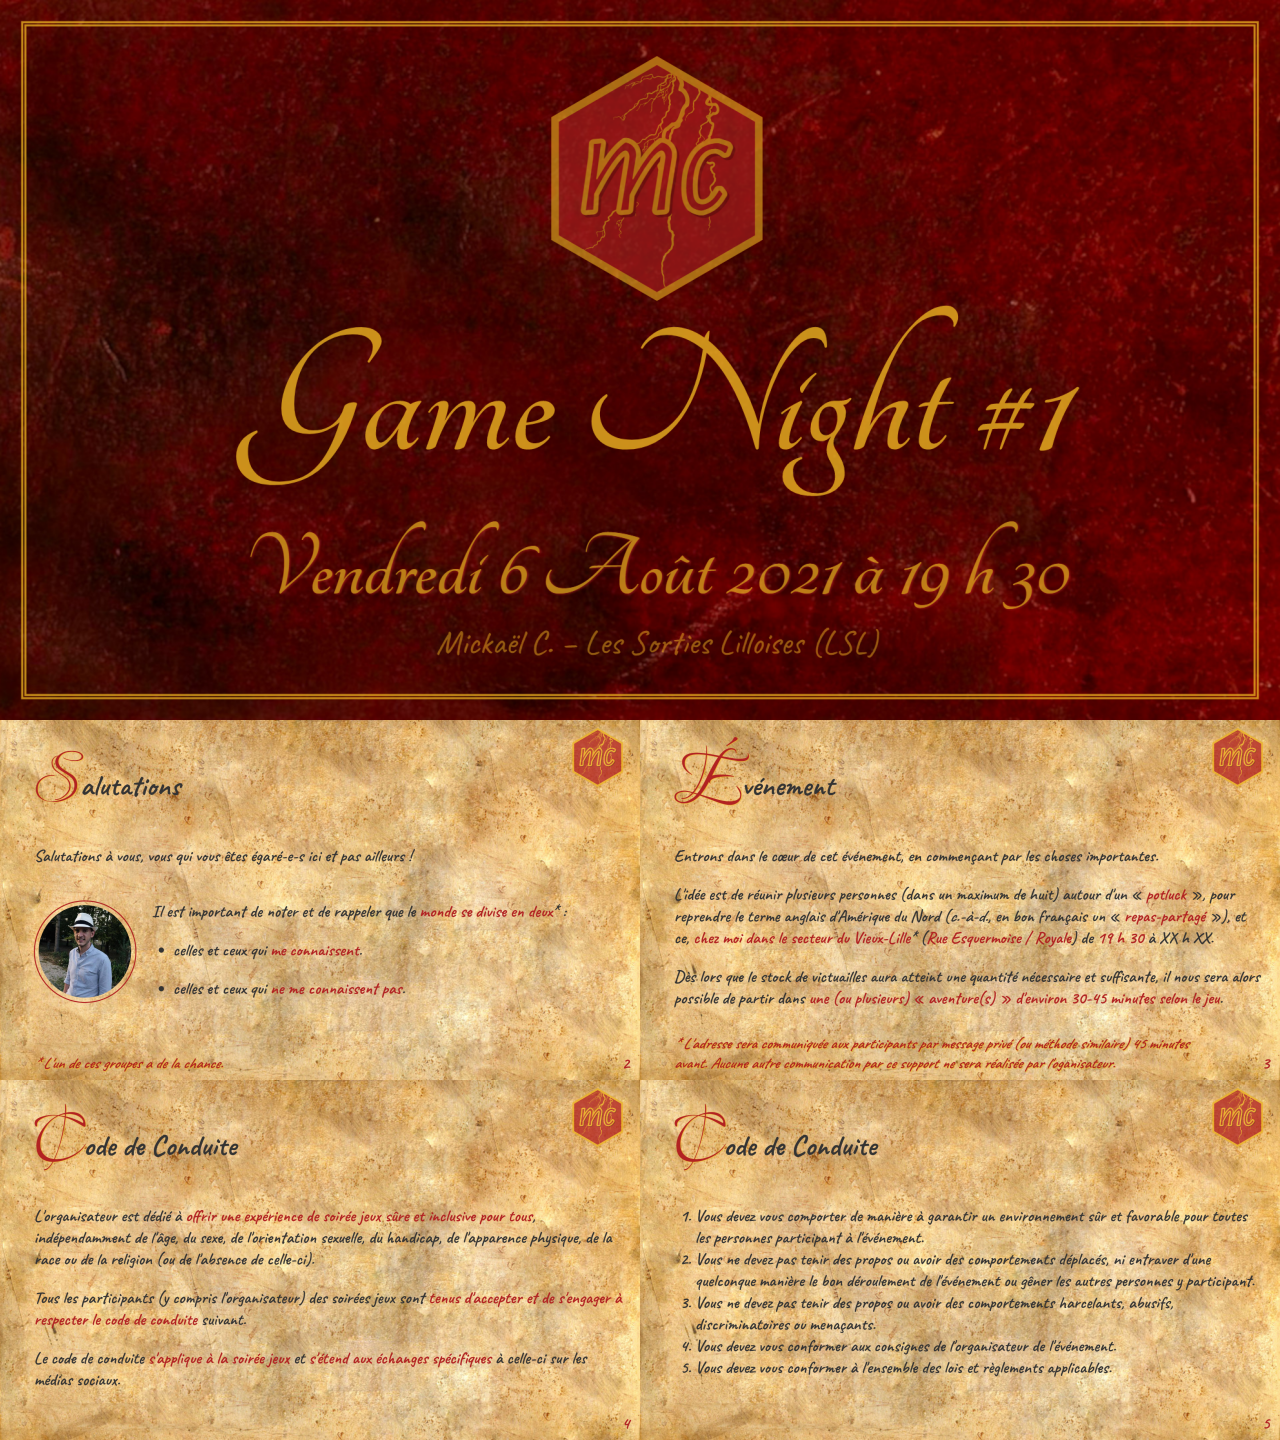 mc
Game Night #1
Vendredi 6 Août 2021 à 19 h 30
Mickaël C. – Les Sorties Lilloises (LSL)
mc
Salutations
Salutations à vous, vous qui vous êtes égaré-e-s ici et pas ailleurs !
Il est important de noter et de rappeler que le monde se divise en deux* :
• celles et ceux qui me connaissent.
• celles et ceux qui ne me connaissent pas.
* L'un de ces groupes a de la chance.
2
mc
Événement
Entrons dans le cœur de cet événement, en commençant par les choses importantes.
L'idée est de réunir plusieurs personnes (dans un maximum de huit) autour d'un « potluck », pour
reprendre le terme anglais d'Amérique du Nord (c.-à-d., en bon français un « repas-partagé »), et
ce, chez moi dans le secteur du Vieux-Lille* (Rue Esquermoise / Royale) de 19 h 30 à XX h XX.
Dès lors que le stock de victuailles aura atteint une quantité nécessaire et suffisante, il nous sera alors
possible de partir dans une (ou plusieurs) « aventure(s) » d'environ 30-45 minutes selon le jeu.
* L'adresse sera communiquée aux participants par message privé (ou méthode similaire) 45 minutes
avant. Aucune autre communication par ce support ne sera réalisée par l'oganisateur.
3
mc
Code de Conduite
L'organisateur est dédié à offrir une expérience de soirée jeux sûre et inclusive pour tous,
indépendamment de l'âge, du sexe, de l'orientation sexuelle, du handicap, de l'apparence physique, de la
race ou de la religion (ou de l'absence de celle-ci).
Tous les participants (y compris l'organisateur) des soirées jeux sont tenus d'accepter et de s'engager à
respecter le code de conduite suivant.
Le code de conduite s'applique à la soirée jeux et s'étend aux échanges spécifiques à celle-ci sur les
médias sociaux.
4
mc
Code de Conduite
1. Vous devez vous comporter de manière à garantir un environnement sûr et favorable pour toutes
les personnes participant à l'événement.
2. Vous ne devez pas tenir des propos ou avoir des comportements déplacés, ni entraver d'une
quelconque manière le bon déroulement de l'événement ou gêner les autres personnes y participant.
3. Vous ne devez pas tenir des propos ou avoir des comportements harcelants, abusifs,
discriminatoires ou menaçants.
4. Vous devez vous conformer aux consignes de l'organisateur de l'événement.
5. Vous devez vous conformer à l'ensemble des lois et règlements applicables.
5